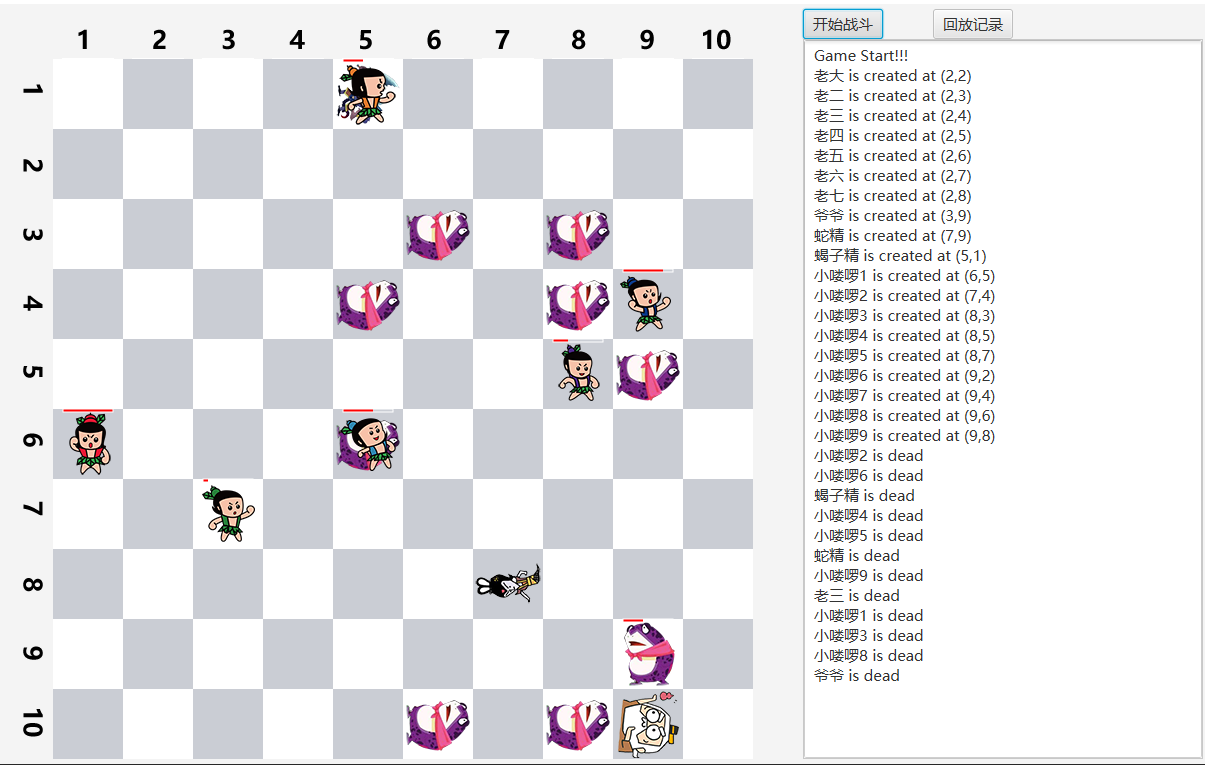 开始战斗 回放记录
1 2 3 4 5 6 7 8 9 10
1
2
3
4
5
6
7
8
9
10
Game Start!!!
老大 is created at (2,2)
老二 is created at (2,3)
老三 is created at (2,4)
老四 is created at (2,5)
老五 is created at (2,6)
老六 is created at (2,7)
老七 is created at (2,8)
爷爷 is created at (3,9)
蛇精 is created at (7,9)
蝎子精 is created at (5,1)
小喽啰1 is created at (6,5)
小喽啰2 is created at (7,4)
小喽啰3 is created at (8,3)
小喽啰4 is created at (8,5)
小喽啰5 is created at (8,7)
小喽啰6 is created at (9,2)
小喽啰7 is created at (9,4)
小喽啰8 is created at (9,6)
小喽啰9 is created at (9,8)
小喽啰2 is dead
小喽啰6 is dead
蝎子精 is dead
小喽啰4 is dead
小喽啰5 is dead
蛇精 is dead
小喽啰9 is dead
老三 is dead
小喽啰1 is dead
小喽啰3 is dead
小喽啰8 is dead
爷爷 is dead